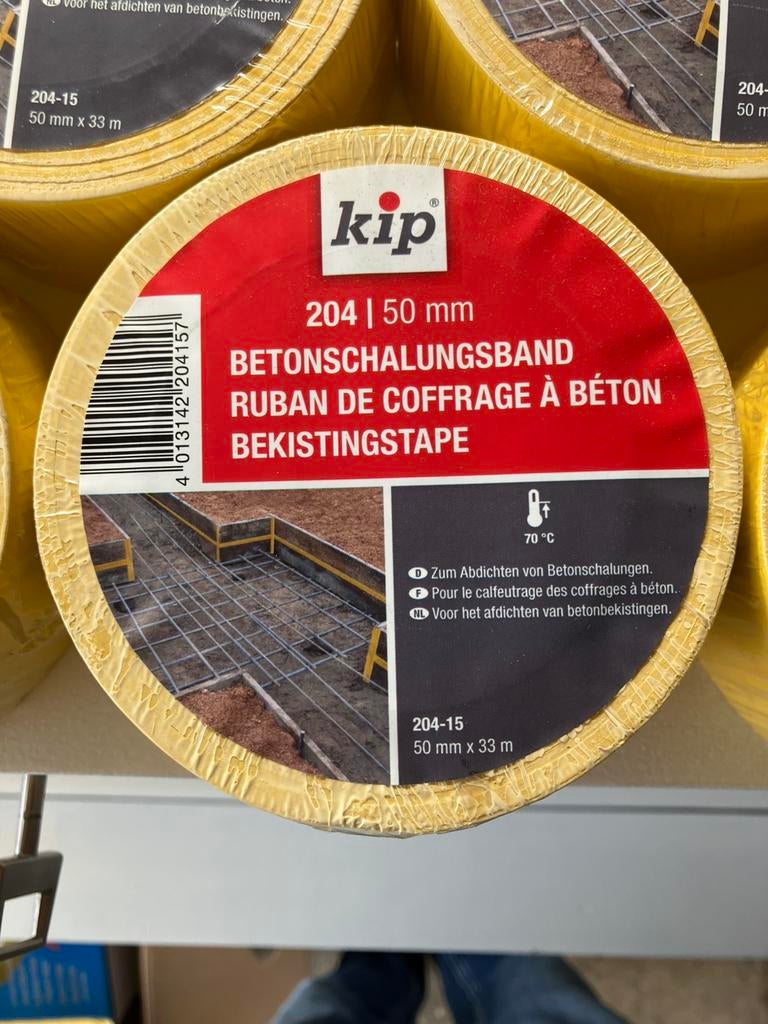 voor het afdichten van betonbekistingen.
204-15
50 mm x 33 m
204-
50 m
kip®
204 | 50 mm
BETONSCHALUNGSBAND
RUBAN DE COFFRAGE À BÉTON
BEKISTINGSTAPE
4 013142 204157
70 °C
D Zum Abdichten von Betonschalungen.
F Pour le calfeutrage des coffrages à béton.
NL Voor het afdichten van betonbekistingen.
204-15
50 mm x 33 m